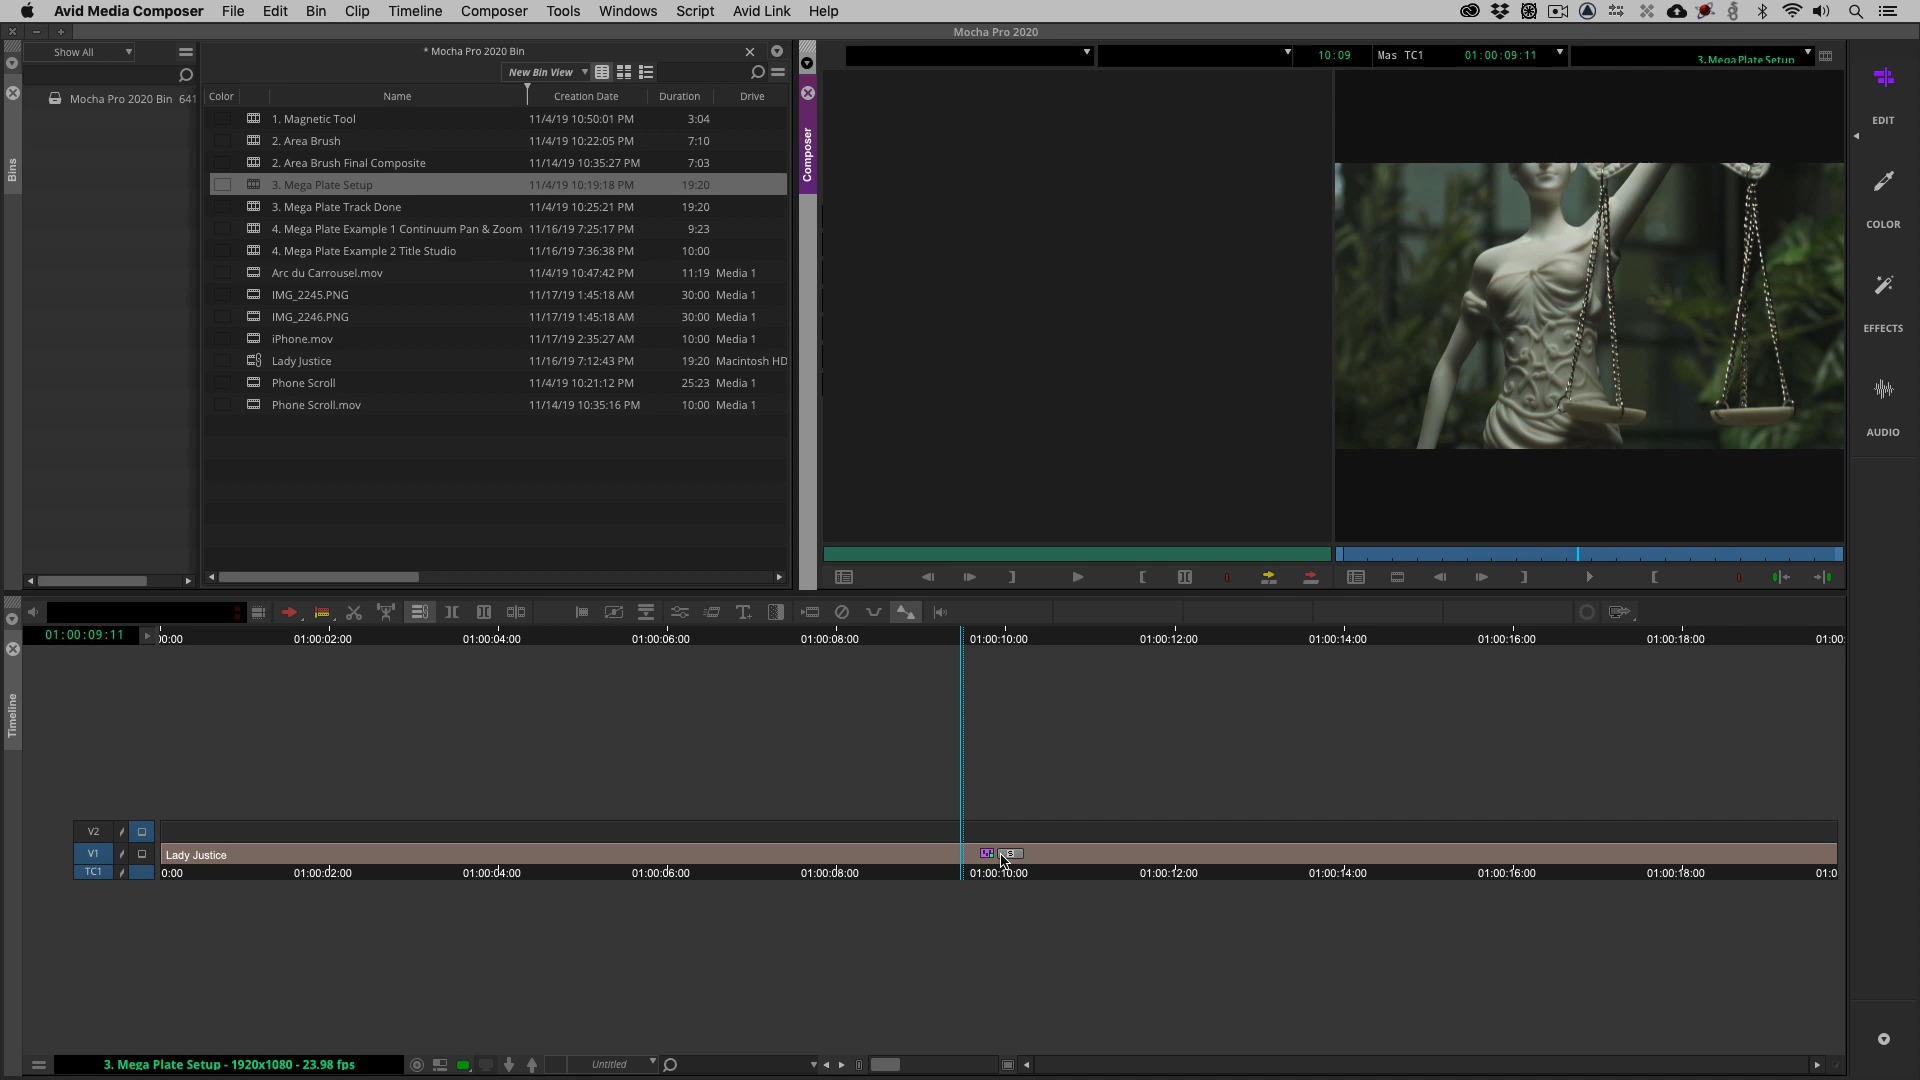 Avid Media Composer File Edit Bin Clip Timeline Composer Tools Windows Script Avid Link Help
Mocha Pro 2020
Show All
Mocha Pro 2020 Bin 641
Bins
* Mocha Pro 2020 Bin
New Bin View
Color Name Creation Date Duration Drive
1. Magnetic Tool 11/4/19 10:50:01 PM 3:04
2. Area Brush 11/4/19 10:22:05 PM 7:10
2. Area Brush Final Composite 11/14/19 10:35:27 PM 7:03
3. Mega Plate Setup 11/4/19 10:19:18 PM 19:20
3. Mega Plate Track Done 11/4/19 10:25:21 PM 19:20
4. Mega Plate Example 1 Continuum Pan & Zoom 11/16/19 7:25:17 PM 9:23
4. Mega Plate Example 2 Title Studio 11/16/19 7:36:38 PM 10:00
Arc du Carrousel.mov 11/4/19 10:47:42 PM 11:19 Media 1
IMG_2245.PNG 11/17/19 1:45:18 AM 30:00 Media 1
IMG_2246.PNG 11/17/19 1:45:18 AM 30:00 Media 1
iPhone.mov 11/17/19 2:35:27 AM 10:00 Media 1
Lady Justice 11/16/19 7:12:43 PM 19:20 Macintosh HD
Phone Scroll 11/4/19 10:21:12 PM 25:23 Media 1
Phone Scroll.mov 11/14/19 10:35:16 PM 10:00 Media 1
Composer
10:09 Mas TC1 01:00:09:11 3. Mega Plate Setup
EDIT
COLOR
EFFECTS
AUDIO
Timeline
01:00:09:11 00:00 01:00:02:00 01:00:04:00 01:00:06:00 01:00:08:00 01:00:10:00 01:00:12:00 01:00:14:00 01:00:16:00 01:00:18:00 01:00:
V2
V1 Lady Justice S
TC1 0:00 01:00:02:00 01:00:04:00 01:00:06:00 01:00:08:00 01:00:10:00 01:00:12:00 01:00:14:00 01:00:16:00 01:00:18:00 01:0
3. Mega Plate Setup - 1920x1080 - 23.98 fps Untitled